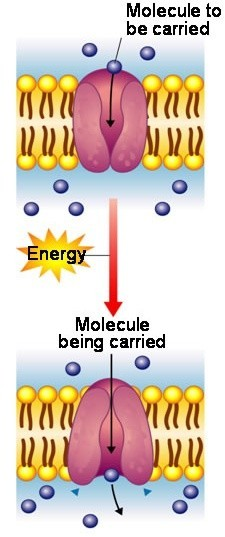 Molecule to
be carried
Energy
Molecule
being carried